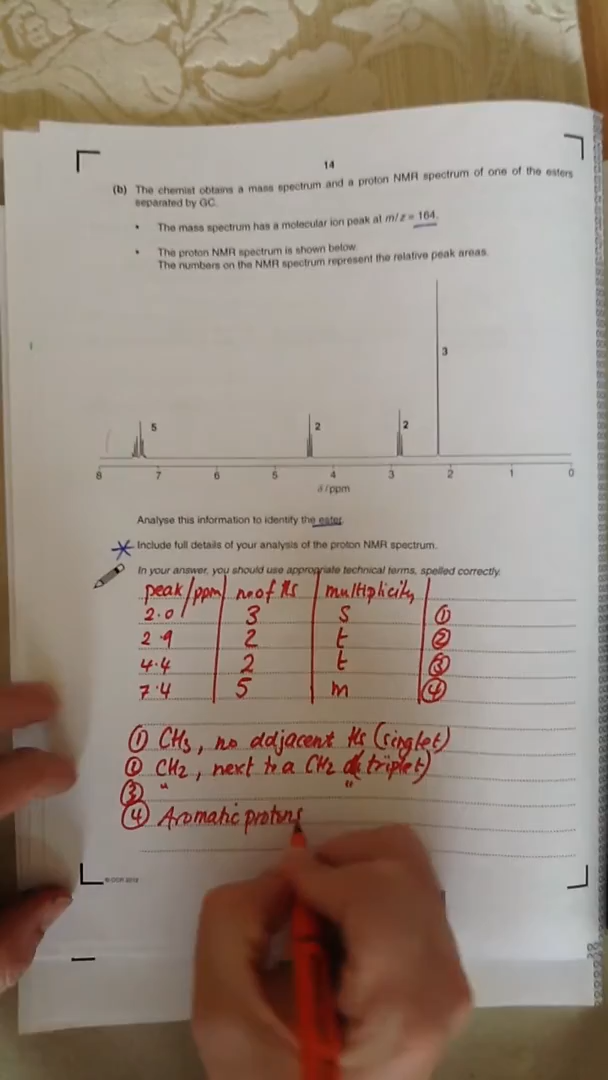 14
(b) The chemist obtains a mass spectrum and a proton NMR spectrum of one of the esters
separated by GC.
• The mass spectrum has a molecular ion peak at m/z = 164.
• The proton NMR spectrum is shown below.
The numbers on the NMR spectrum represent the relative peak areas.
3
5 2 2
8 7 6 5 4 3 2 1 0
δ/ppm
Analyse this information to identify the ester.
Include full details of your analysis of the proton NMR spectrum.
In your answer, you should use appropriate technical terms, spelled correctly.
peak/ppm no of Hs multiplicity
2.0 3 s ①
2.9 2 t ②
4.4 2 t ③
7.4 5 m ④
① CH3, no adjacent Hs (singlet)
② CH2, next to a CH2 (triplet)
③ " "
④ Aromatic protons
© OCR